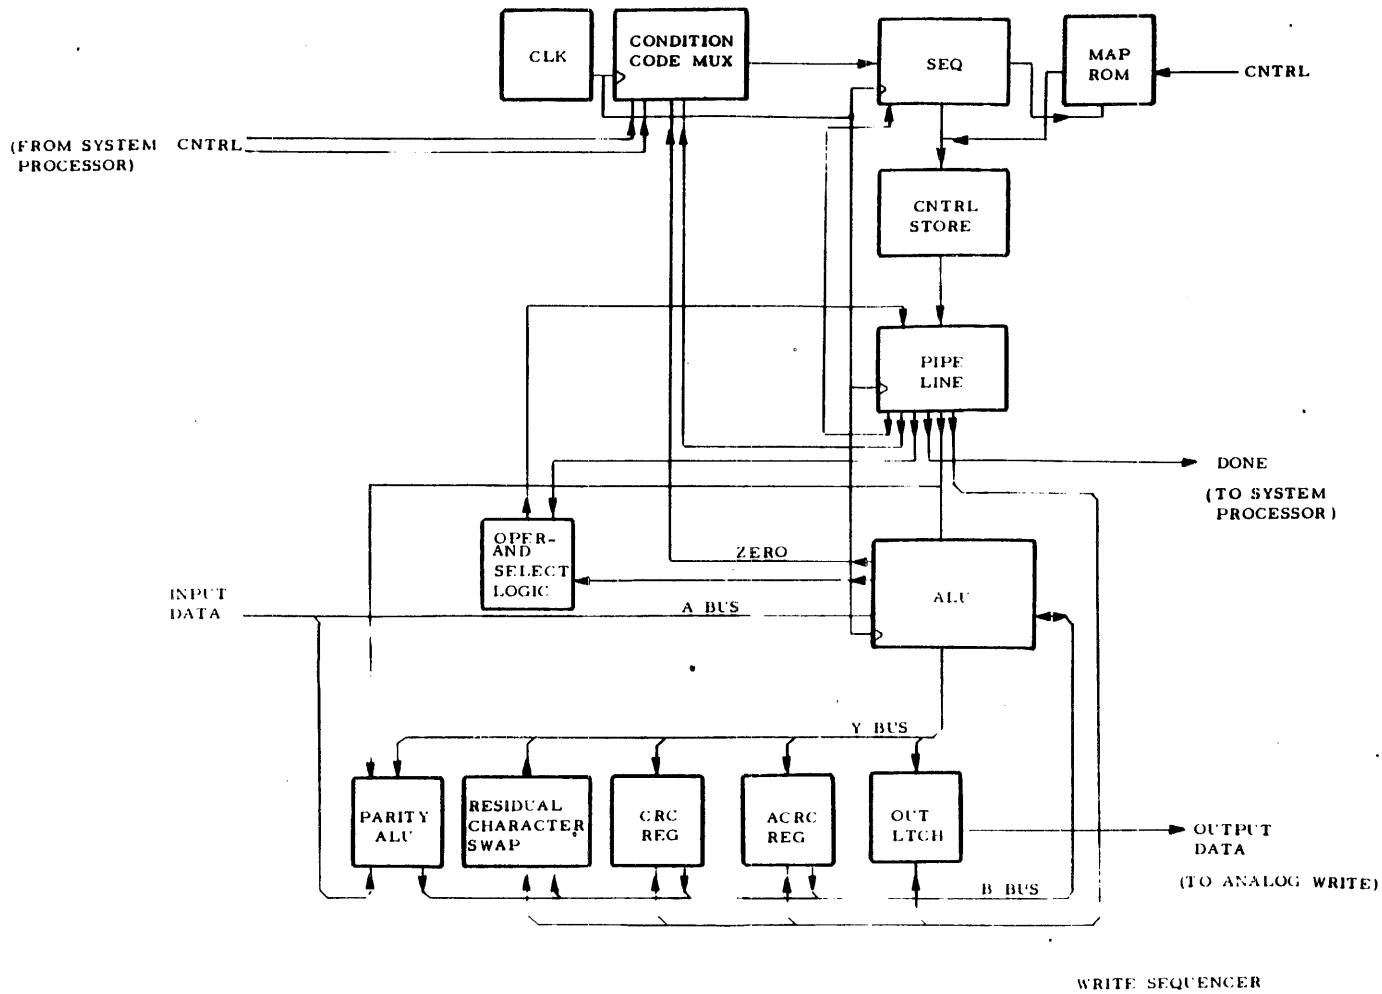 CLK
CONDITION
CODE MUX
SEQ
MAP
ROM
CNTRL
(FROM SYSTEM CNTRL
PROCESSOR)
CNTRL
STORE
PIPE
LINE
DONE
(TO SYSTEM
PROCESSOR)
OPER-
AND
SELECT
LOGIC
ZERO
ALU
INPUT
DATA
A BUS
Y BUS
PARITY
ALU
RESIDUAL
CHARACTER
SWAP
CRC
REG
ACRC
REG
OUT
LTCH
OUTPUT
DATA
(TO ANALOG WRITE)
B BUS
WRITE SEQUENCER